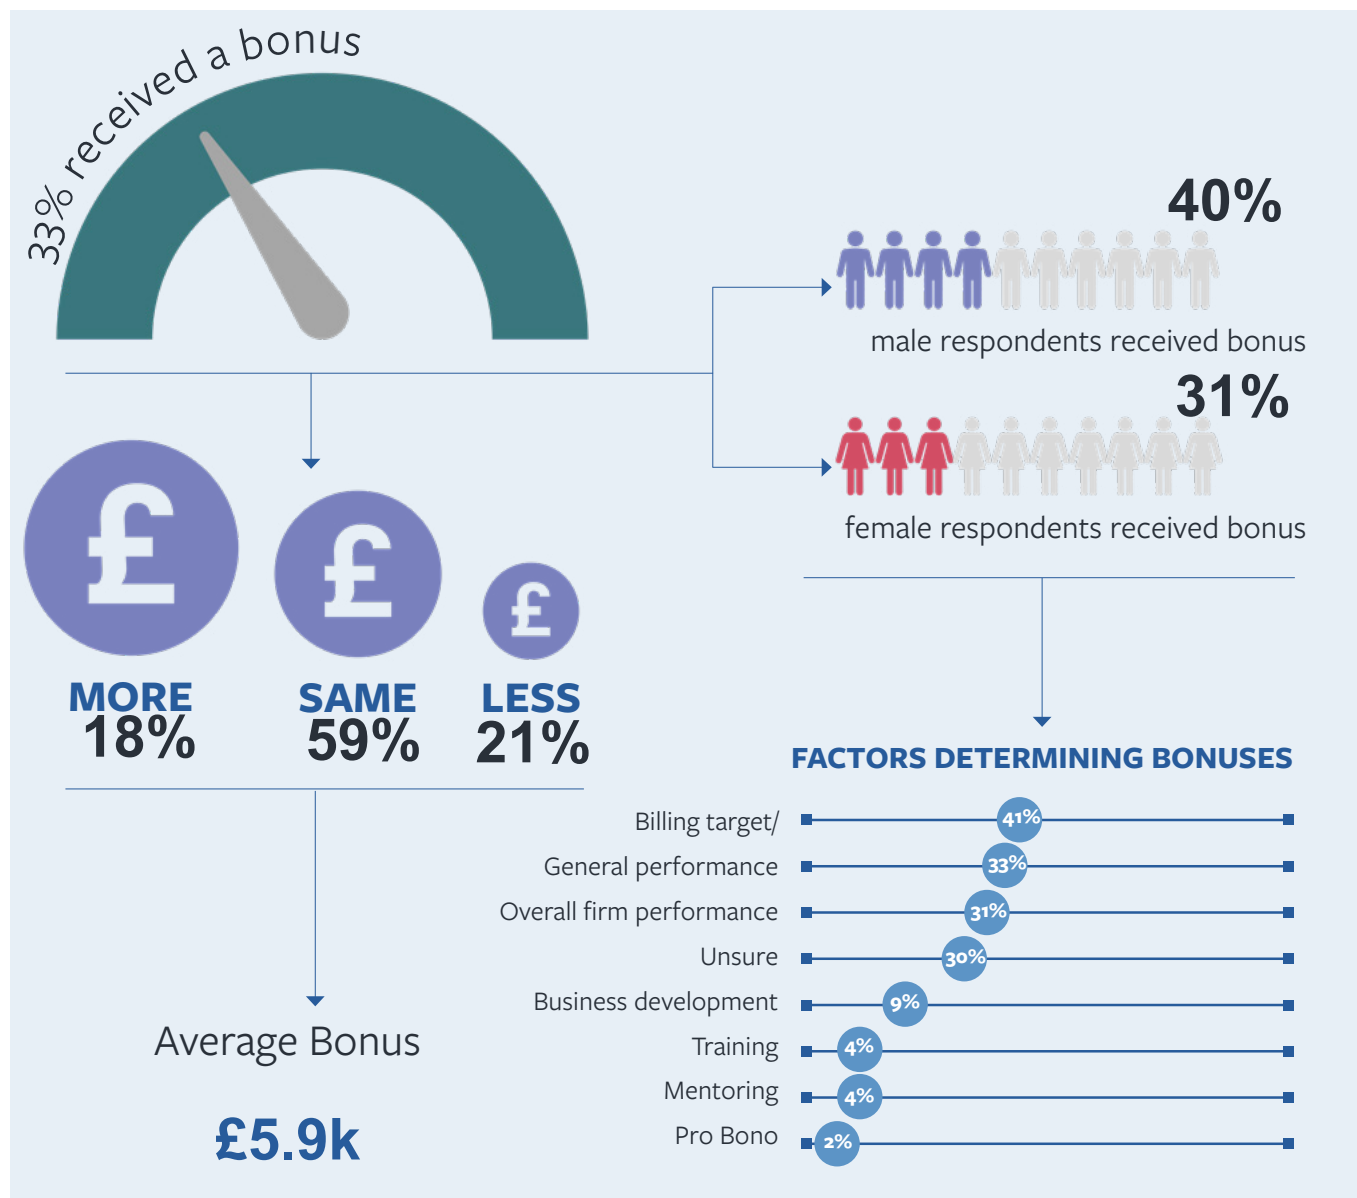 33% received a bonus
40%
male respondents received bonus
31%
female respondents received bonus
£
£
£
MORE
18%
SAME
59%
LESS
21%
Average Bonus
£5.9k
FACTORS DETERMINING BONUSES
Billing target/ 41%
General performance 33%
Overall firm performance 31%
Unsure 30%
Business development 9%
Training 4%
Mentoring 4%
Pro Bono 2%